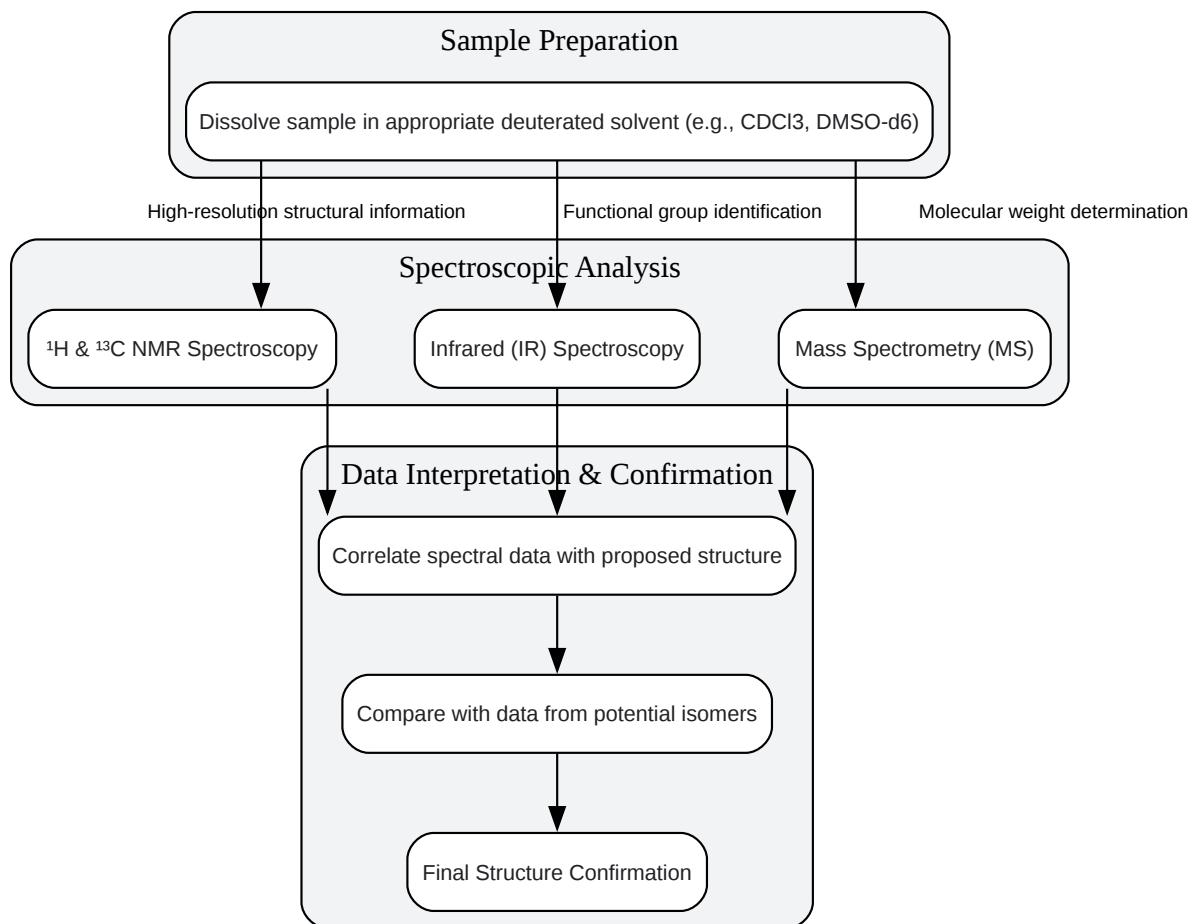 Sample Preparation
Dissolve sample in appropriate deuterated solvent (e.g., CDCl3, DMSO-d6)
High-resolution structural information
Functional group identification
Molecular weight determination
Spectroscopic Analysis
¹H & ¹³C NMR Spectroscopy
Infrared (IR) Spectroscopy
Mass Spectrometry (MS)
Data Interpretation & Confirmation
Correlate spectral data with proposed structure
Compare with data from potential isomers
Final Structure Confirmation